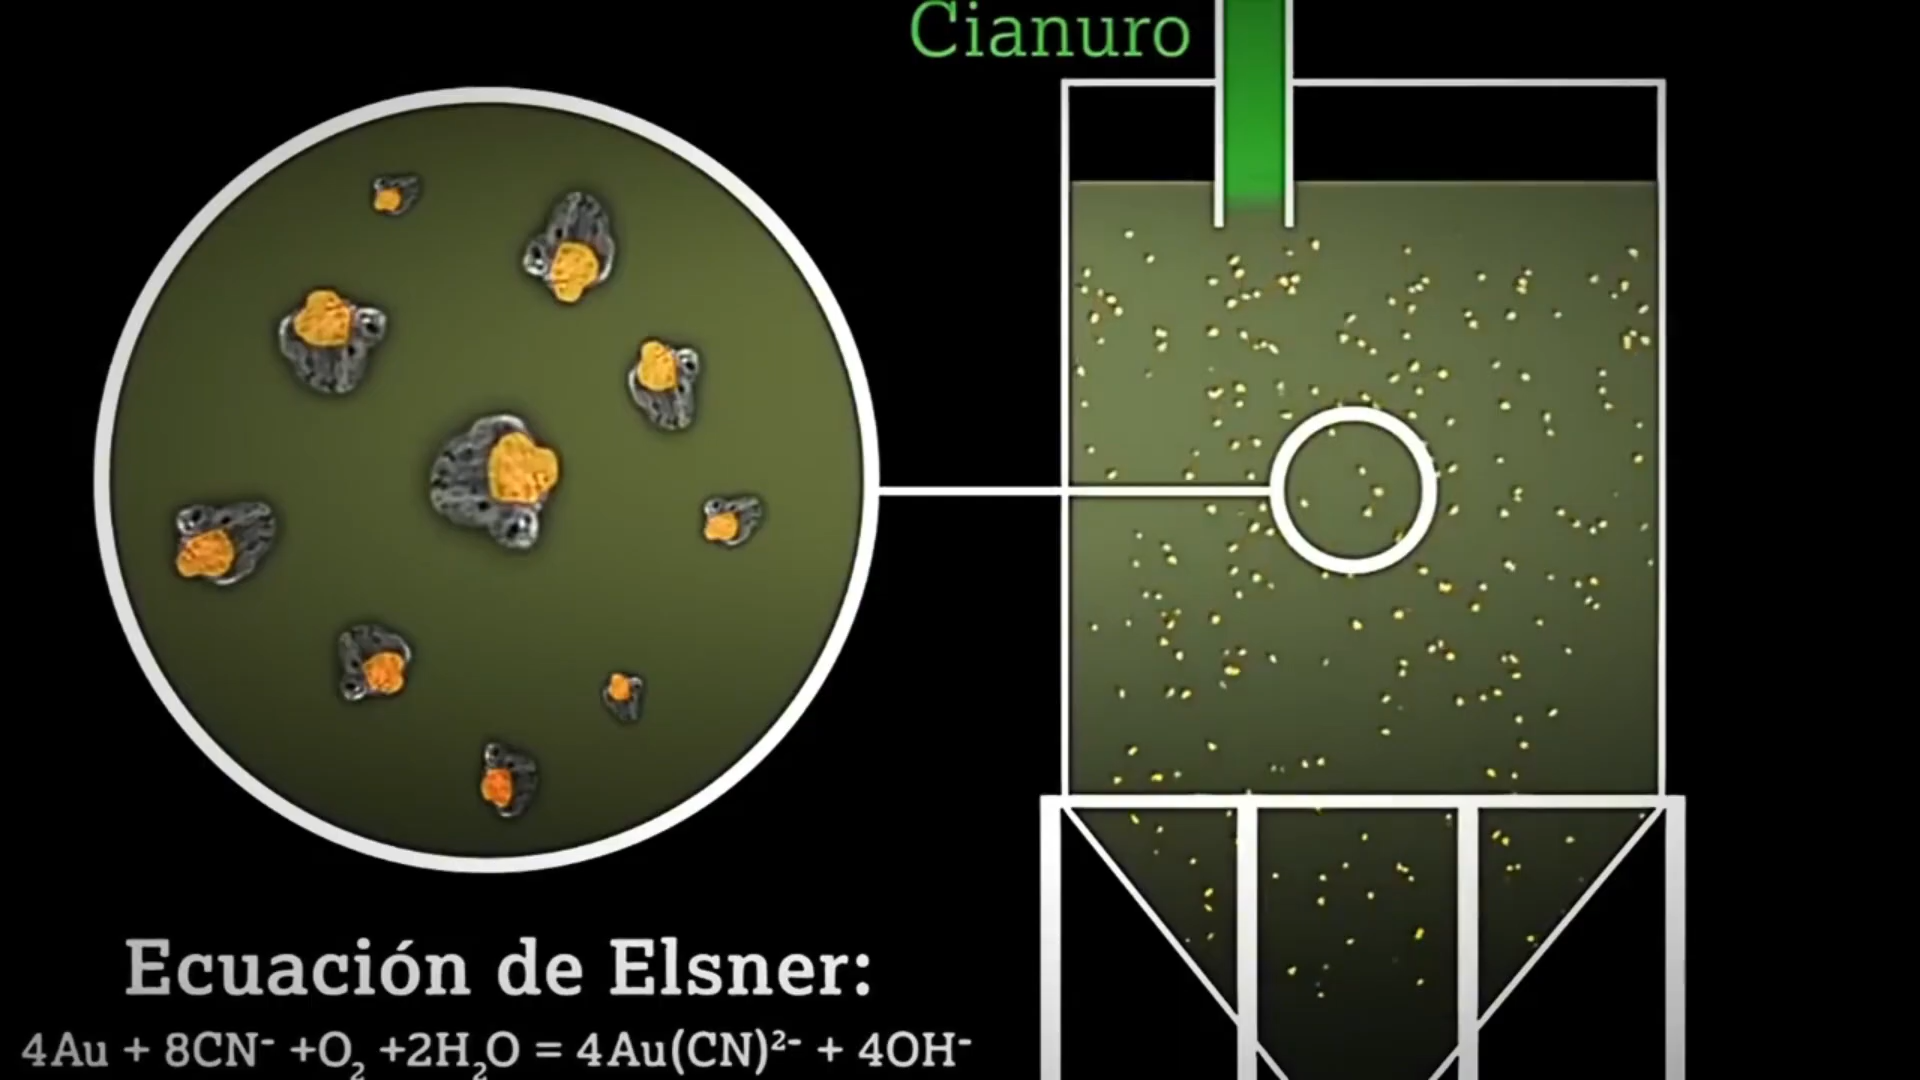 Cianuro
Ecuación de Elsner:
4Au + 8CN⁻ +O₂ +2H₂O = 4Au(CN)²⁻ + 4OH⁻